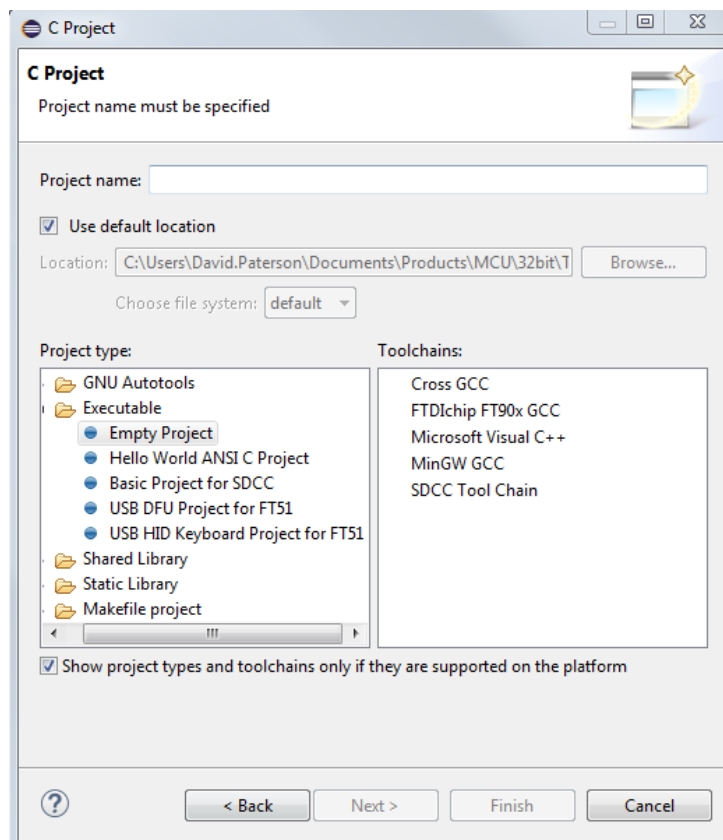 C Project
C Project
Project name must be specified
Project name:
Use default location
Location: C:\Users\David.Paterson\Documents\Products\MCU\32bit\T Browse...
Choose file system: default
Project type: Toolchains:
GNU Autotools
Executable
Empty Project
Hello World ANSI C Project
Basic Project for SDCC
USB DFU Project for FT51
USB HID Keyboard Project for FT51
Shared Library
Static Library
Makefile project
Cross GCC
FTDIchip FT90x GCC
Microsoft Visual C++
MinGW GCC
SDCC Tool Chain
Show project types and toolchains only if they are supported on the platform
? < Back Next > Finish Cancel